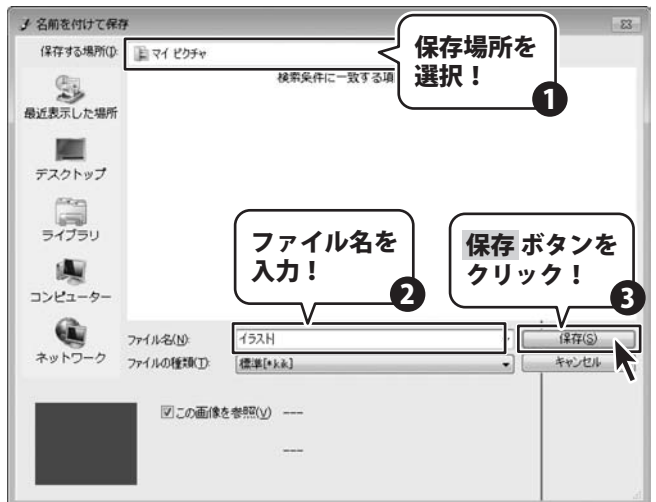 名前を付けて保存
保存する場所(I):
マイ ピクチャ
検索条件に一致する項
保存場所を
選択！
1
最近表示した場所
デスクトップ
ライブラリ
コンピューター
ネットワーク
ファイル名を
入力！
2
保存 ボタンを
クリック！
3
ファイル名(N):
イラスト
保存(S)
ファイルの種類(T):
標準[*.kik]
キャンセル
この画像を参照(V)
---
---